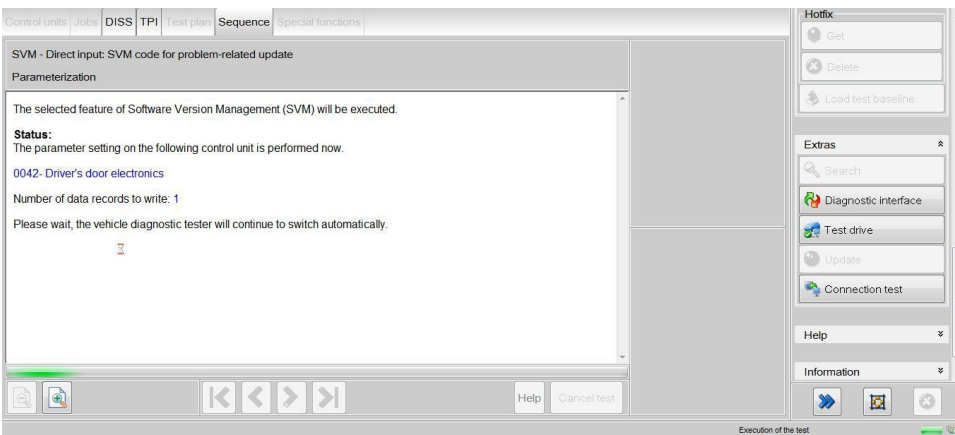 Control units Jobs DISS TPI Test plan Sequence Special functions
SVM - Direct input: SVM code for problem-related update
Parameterization
The selected feature of Software Version Management (SVM) will be executed.
Status:
The parameter setting on the following control unit is performed now.
0042- Driver's door electronics
Number of data records to write: 1
Please wait, the vehicle diagnostic tester will continue to switch automatically.
Help Cancel test
Hotfix
Get
Delete
Load test baseline
Extras
Search
Diagnostic interface
Test drive
Update
Connection test
Help
Information
Execution of the test